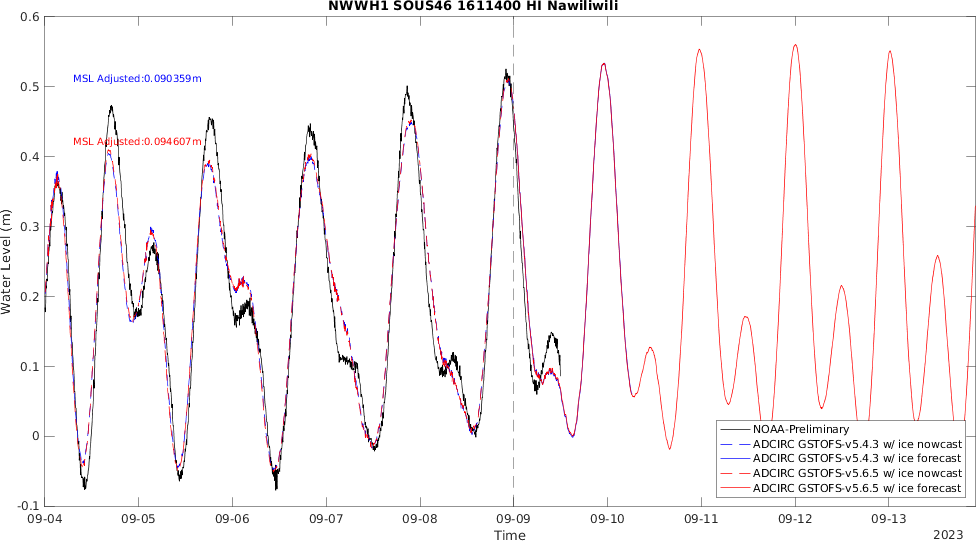 NWWH1 SOUS46 1611400 HI Nawiliwili
0.6
0.5
0.4
0.3
0.2
0.1
0
-0.1
Water Level (m)
MSL Adjusted:0.090359m
MSL Adjusted:0.094607m
NOAA-Preliminary
ADCIRC GSTOFS-v5.4.3 w/ ice nowcast
ADCIRC GSTOFS-v5.4.3 w/ ice forecast
ADCIRC GSTOFS-v5.6.5 w/ ice nowcast
ADCIRC GSTOFS-v5.6.5 w/ ice forecast
09-04 09-05 09-06 09-07 09-08 09-09 09-10 09-11 09-12 09-13
Time
2023